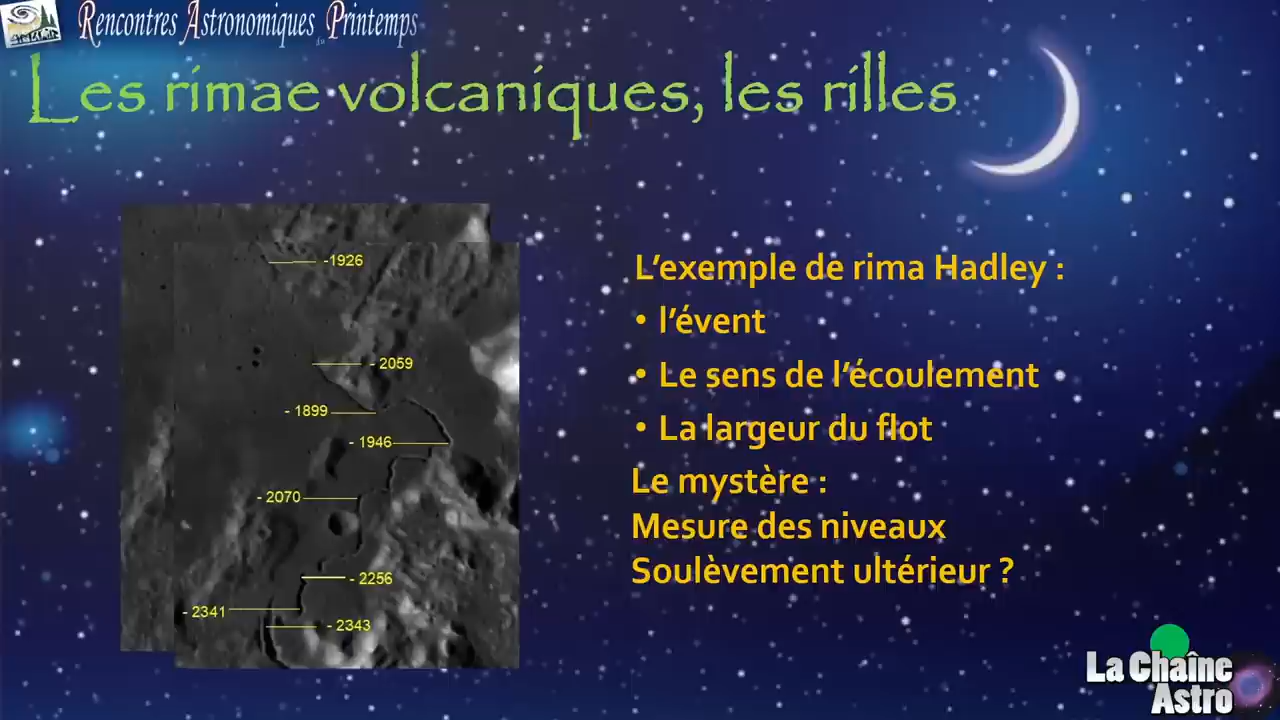 Rencontres Astronomiques du Printemps
Les rimae volcaniques, les rilles
-1926
- 2059
- 1899
- 1946
- 2070
- 2256
- 2341
- 2343
L'exemple de rima Hadley :
• l'évent
• Le sens de l'écoulement
• La largeur du flot
Le mystère :
Mesure des niveaux
Soulèvement ultérieur ?
La Chaîne
Astro